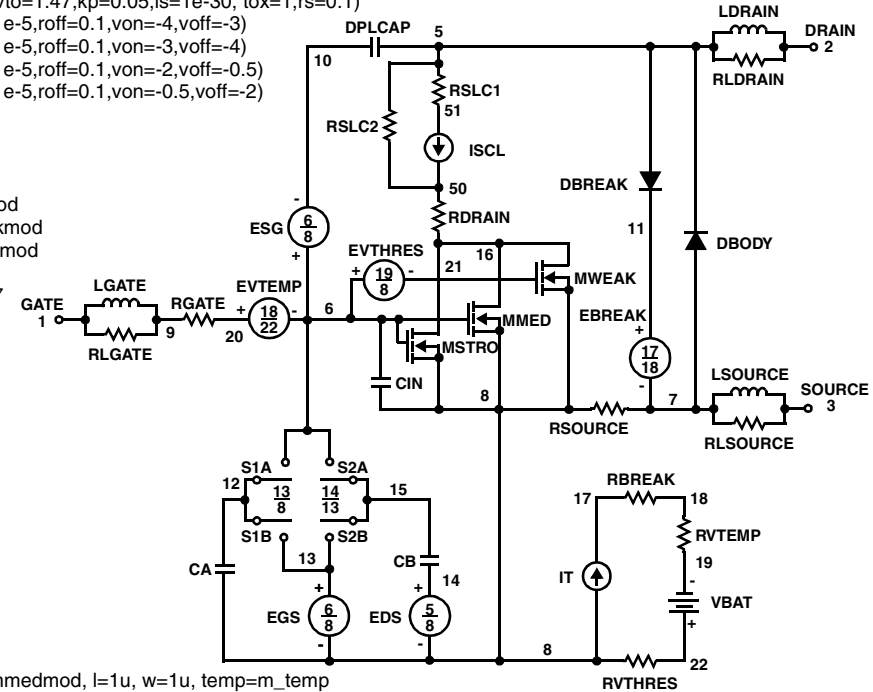 vto=1.47,kp=0.05,is=1e-30, tox=1,rs=0.1)
e-5,roff=0.1,von=-4,voff=-3)
e-5,roff=0.1,von=-3,voff=-4)
e-5,roff=0.1,von=-2,voff=-0.5)
e-5,roff=0.1,von=-0.5,voff=-2)
od
kmod
mod
LDRAIN
DPLCAP 5
DRAIN
2
10
RLDRAIN
RSLC1
51
RSLC2
ISCL
DBREAK
50
RDRAIN
ESG 6
8
-
+
11
DBODY
EVTHRES
16
+ 19
8 -
21
MWEAK
LGATE
EVTEMP
GATE
1
RGATE
+ 18
22 -
6
MMED
EBREAK
+
9
20
RLGATE
MSTRO
17
18
-
LSOURCE
CIN
8
7
SOURCE
3
RSOURCE
RLSOURCE
S1A
S2A
12
13
8
14
13
15
RBREAK
17
18
S1B
S2B
RVTEMP
13
CA
CB
19
14
IT
-
VBAT
+
+
EGS 6
8
-
+
EDS 5
8
-
8
22
RVTHRES
nmedmod, l=1u, w=1u, temp=m_temp